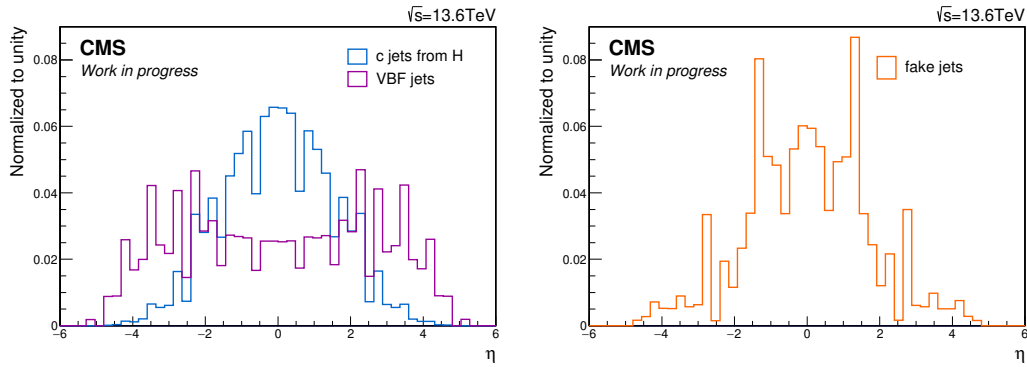 √s=13.6TeV
Normalized to unity
CMS
Work in progress
c jets from H
VBF jets
0.08
0.06
0.04
0.02
0
−6 −4 −2 0 2 4 6
η
√s=13.6TeV
Normalized to unity
CMS
Work in progress
fake jets
0.08
0.06
0.04
0.02
0
−6 −4 −2 0 2 4 6
η